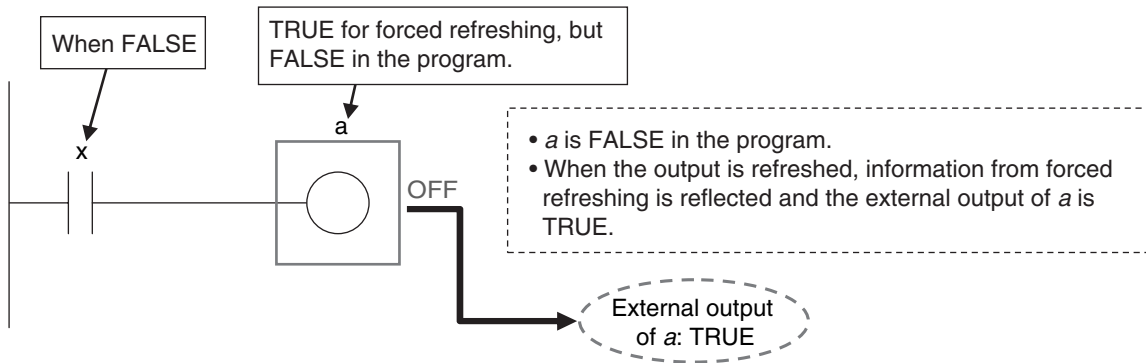 When FALSE
TRUE for forced refreshing, but
FALSE in the program.
x
a
OFF
• a is FALSE in the program.
• When the output is refreshed, information from forced
refreshing is reflected and the external output of a is
TRUE.
External output
of a: TRUE